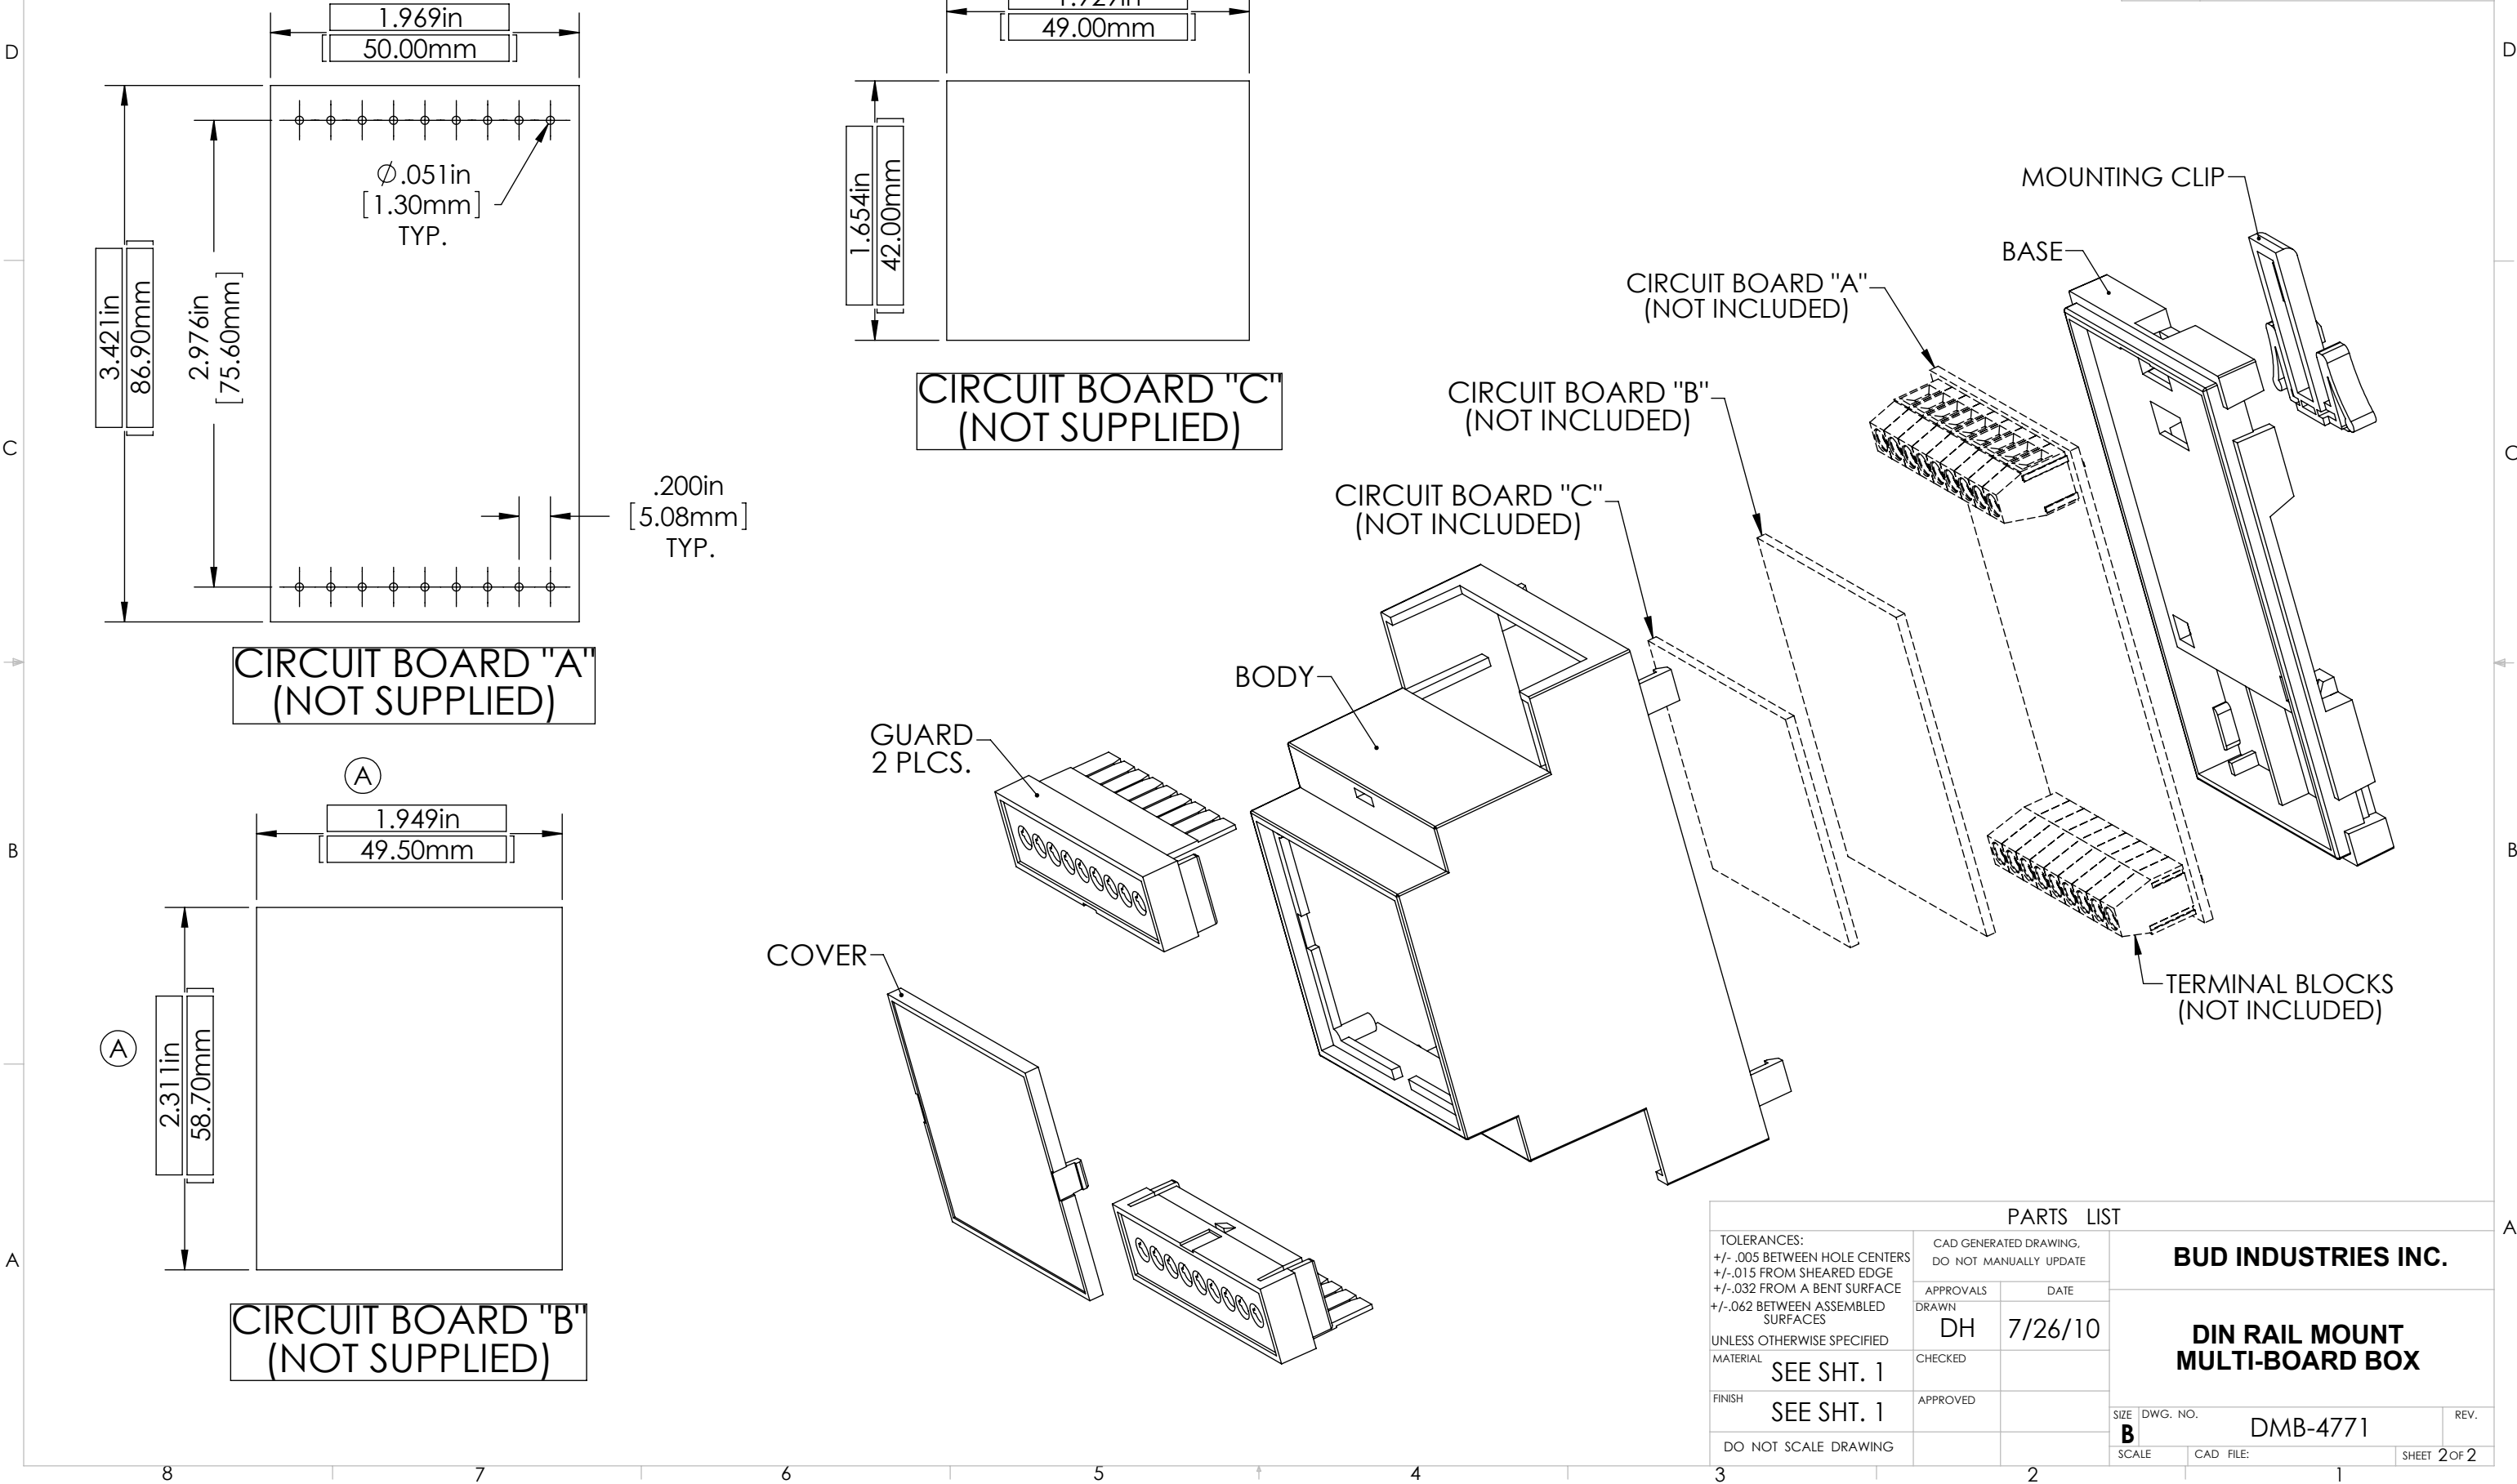 D
D
C
C
B
B
A
A
8
7
6
5
4
3
2
1
1.969in
[50.00mm]
3.421in
[86.90mm]
2.976in
[75.60mm]
∅.051in
[1.30mm]
TYP.
.200in
[5.08mm]
TYP.
CIRCUIT BOARD "A"
(NOT SUPPLIED)
[49.00mm]
1.654in
[42.00mm]
CIRCUIT BOARD "C"
(NOT SUPPLIED)
A
1.949in
[49.50mm]
A
2.311in
[58.70mm]
CIRCUIT BOARD "B"
(NOT SUPPLIED)
MOUNTING CLIP
BASE
CIRCUIT BOARD "A"
(NOT INCLUDED)
CIRCUIT BOARD "B"
(NOT INCLUDED)
CIRCUIT BOARD "C"
(NOT INCLUDED)
BODY
GUARD
2 PLCS.
COVER
TERMINAL BLOCKS
(NOT INCLUDED)
PARTS LIST
TOLERANCES:
+/- .005 BETWEEN HOLE CENTERS
+/-.015 FROM SHEARED EDGE
+/-.032 FROM A BENT SURFACE
+/-.062 BETWEEN ASSEMBLED
SURFACES
UNLESS OTHERWISE SPECIFIED
MATERIAL
SEE SHT. 1
FINISH
SEE SHT. 1
DO NOT SCALE DRAWING
CAD GENERATED DRAWING,
DO NOT MANUALLY UPDATE
APPROVALS
DATE
DRAWN
DH
7/26/10
CHECKED
APPROVED
BUD INDUSTRIES INC.
DIN RAIL MOUNT
MULTI-BOARD BOX
SIZE
B
DWG. NO.
DMB-4771
REV.
SCALE
CAD FILE:
SHEET 2 OF 2